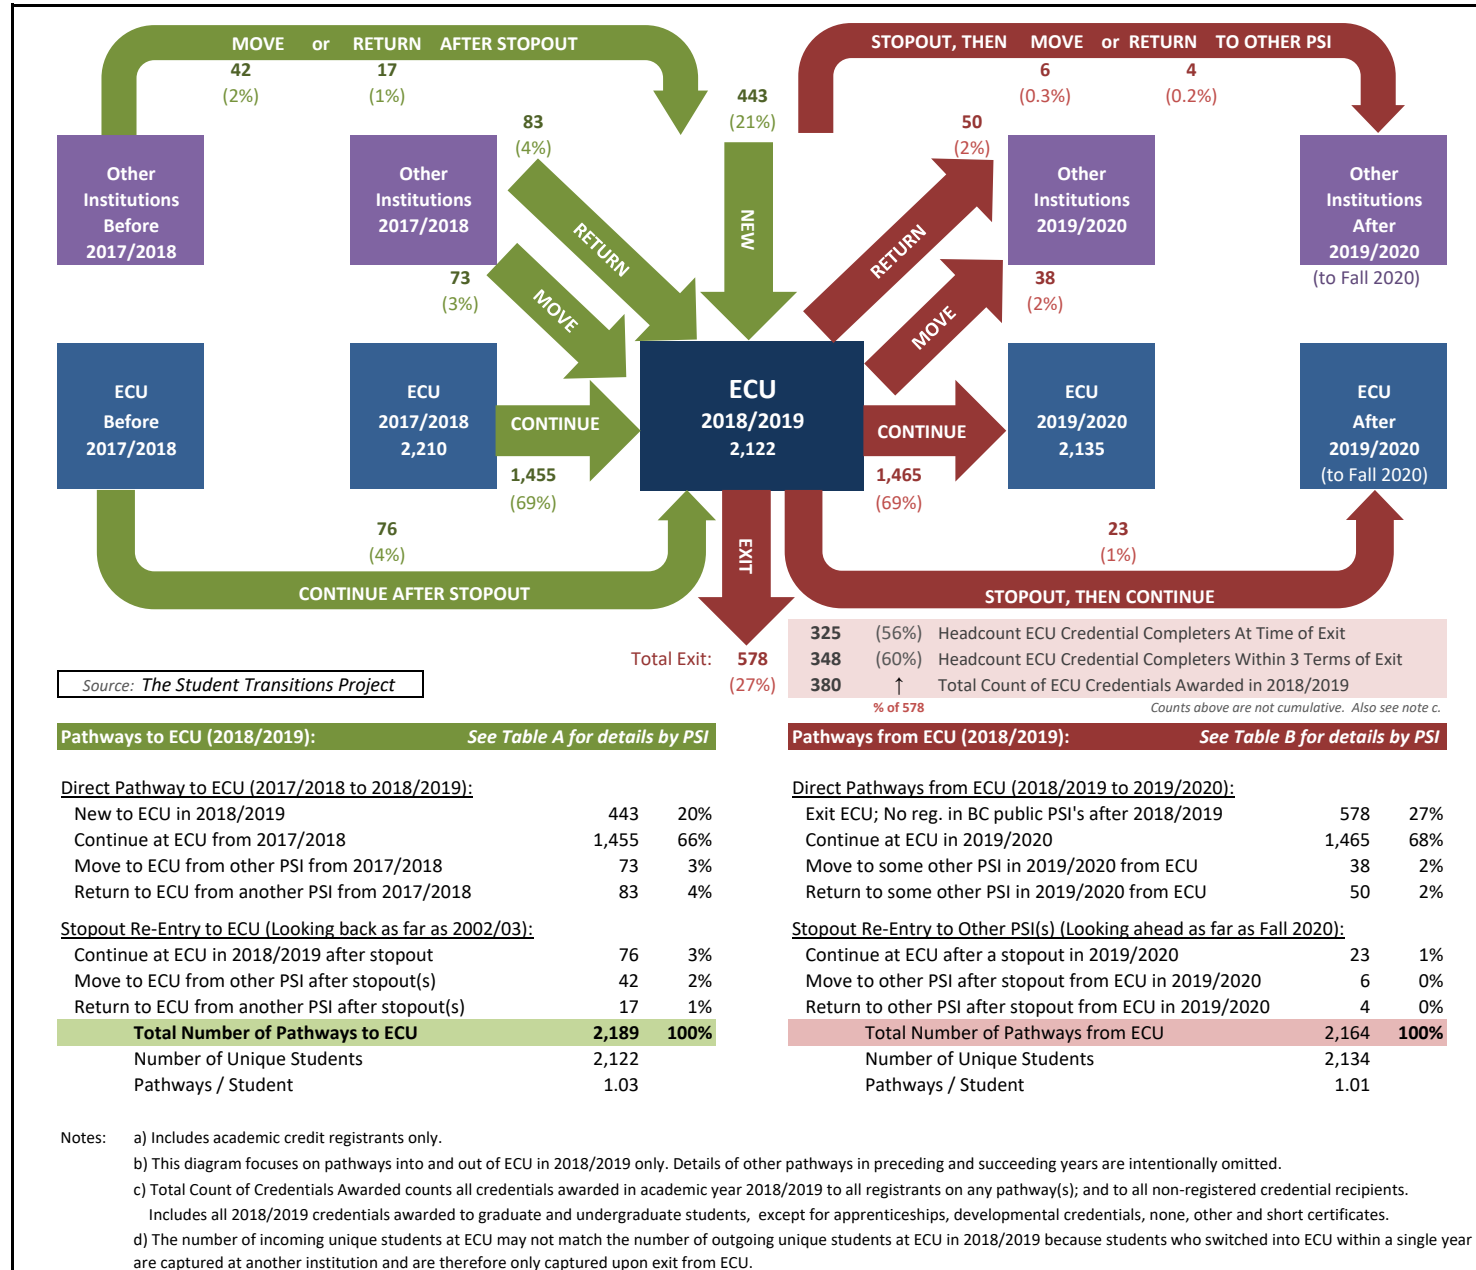 MOVE or RETURN AFTER STOPOUT
42 17
(2%) (1%)
STOPOUT, THEN MOVE or RETURN TO OTHER PSI
6 4
(0.3%) (0.2%)
443
(21%)
83
(4%)
50
(2%)
Other
Institutions
Before
2017/2018
Other
Institutions
2017/2018
RETURN
MOVE
NEW
RETURN
MOVE
Other
Institutions
2019/2020
Other
Institutions
After
2019/2020
(to Fall 2020)
73
(3%)
38
(2%)
ECU
Before
2017/2018
ECU
2017/2018
2,210
CONTINUE
1,455
(69%)
ECU
2018/2019
2,122
CONTINUE
1,465
(69%)
ECU
2019/2020
2,135
ECU
After
2019/2020
(to Fall 2020)
76
(4%)
CONTINUE AFTER STOPOUT
EXIT
23
(1%)
STOPOUT, THEN CONTINUE
Total Exit: 578
(27%)
325 (56%) Headcount ECU Credential Completers At Time of Exit
348 (60%) Headcount ECU Credential Completers Within 3 Terms of Exit
380 ↑ Total Count of ECU Credentials Awarded in 2018/2019
% of 578 Counts above are not cumulative. Also see note c.
Source: The Student Transitions Project
Pathways to ECU (2018/2019): See Table A for details by PSI
Direct Pathway to ECU (2017/2018 to 2018/2019):
New to ECU in 2018/2019 443 20%
Continue at ECU from 2017/2018 1,455 66%
Move to ECU from other PSI from 2017/2018 73 3%
Return to ECU from another PSI from 2017/2018 83 4%
Stopout Re-Entry to ECU (Looking back as far as 2002/03):
Continue at ECU in 2018/2019 after stopout 76 3%
Move to ECU from other PSI after stopout(s) 42 2%
Return to ECU from another PSI after stopout(s) 17 1%
Total Number of Pathways to ECU 2,189 100%
Number of Unique Students 2,122
Pathways / Student 1.03
Pathways from ECU (2018/2019): See Table B for details by PSI
Direct Pathways from ECU (2018/2019 to 2019/2020):
Exit ECU; No reg. in BC public PSI's after 2018/2019 578 27%
Continue at ECU in 2019/2020 1,465 68%
Move to some other PSI in 2019/2020 from ECU 38 2%
Return to some other PSI in 2019/2020 from ECU 50 2%
Stopout Re-Entry to Other PSI(s) (Looking ahead as far as Fall 2020):
Continue at ECU after a stopout in 2019/2020 23 1%
Move to other PSI after stopout from ECU in 2019/2020 6 0%
Return to other PSI after stopout from ECU in 2019/2020 4 0%
Total Number of Pathways from ECU 2,164 100%
Number of Unique Students 2,134
Pathways / Student 1.01
Notes: a) Includes academic credit registrants only.
b) This diagram focuses on pathways into and out of ECU in 2018/2019 only. Details of other pathways in preceding and succeeding years are intentionally omitted.
c) Total Count of Credentials Awarded counts all credentials awarded in academic year 2018/2019 to all registrants on any pathway(s); and to all non-registered credential recipients.
Includes all 2018/2019 credentials awarded to graduate and undergraduate students, except for apprenticeships, developmental credentials, none, other and short certificates.
d) The number of incoming unique students at ECU may not match the number of outgoing unique students at ECU in 2018/2019 because students who switched into ECU within a single year
are captured at another institution and are therefore only captured upon exit from ECU.